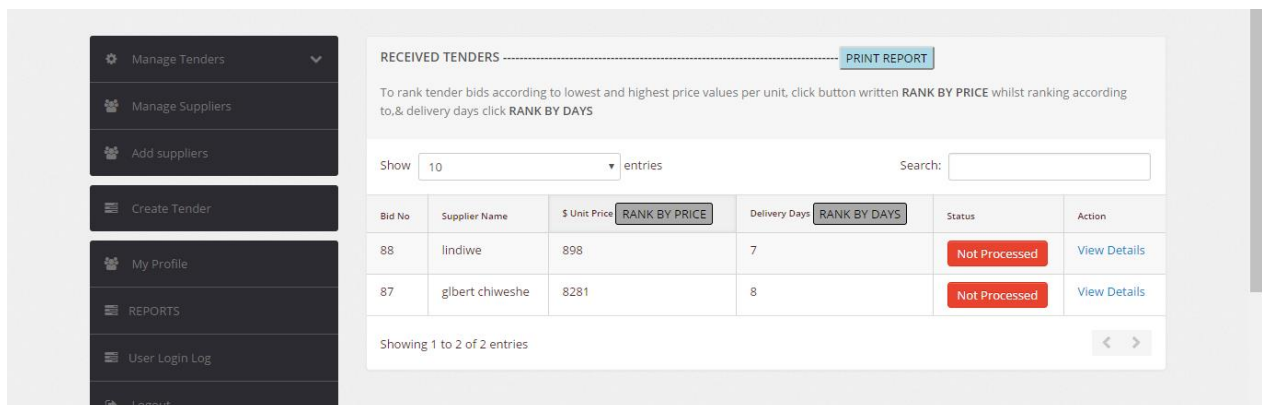 Manage Tenders
Manage Suppliers
Add suppliers
Create Tender
My Profile
REPORTS
User Login Log
Logout
RECEIVED TENDERS -------------------------------------------------------------------------------- PRINT REPORT
To rank tender bids according to lowest and highest price values per unit, click button written RANK BY PRICE whilst ranking according
to,& delivery days click RANK BY DAYS
Show 10 entries Search:
Bid No Supplier Name $ Unit Price RANK BY PRICE Delivery Days RANK BY DAYS Status Action
88 lindiwe 898 7 Not Processed View Details
87 glbert chiweshe 8281 8 Not Processed View Details
Showing 1 to 2 of 2 entries